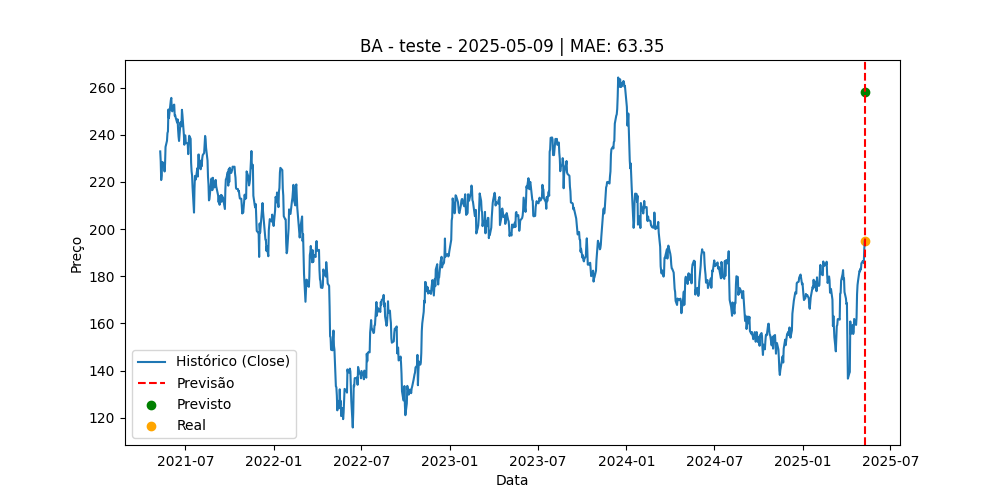 BA - teste - 2025-05-09 | MAE: 63.35
Preço
260
240
220
200
180
160
140
120
Histórico (Close)
Previsão
Previsto
Real
2021-07 2022-01 2022-07 2023-01 2023-07 2024-01 2024-07 2025-01 2025-07
Data